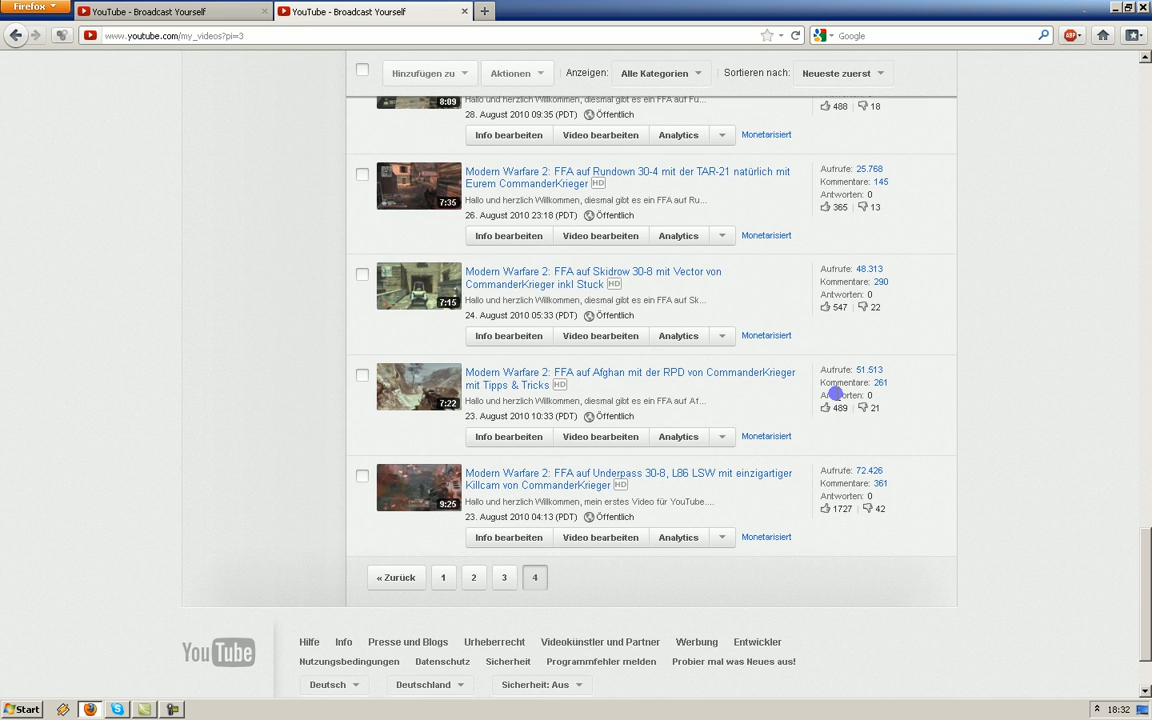 Firefox
YouTube - Broadcast Yourself
YouTube - Broadcast Yourself
www.youtube.com/my_videos?pi=3
Google
ABP
Hinzufügen zu
Aktionen
Anzeigen:
Alle Kategorien
Sortieren nach:
Neueste zuerst
8:09
Hallo und herzlich Willkommen, diesmal gibt es ein FFA auf Fu...
28. August 2010 09:35 (PDT) Öffentlich
488 18
Info bearbeiten Video bearbeiten Analytics Monetarisiert
7:35
Modern Warfare 2: FFA auf Rundown 30-4 mit der TAR-21 natürlich mit
Eurem CommanderKrieger HD
Hallo und herzlich Willkommen, diesmal gibt es ein FFA auf Ru...
26. August 2010 23:18 (PDT) Öffentlich
Info bearbeiten Video bearbeiten Analytics Monetarisiert
Aufrufe: 25.768
Kommentare: 145
Antworten: 0
365 13
7:15
Modern Warfare 2: FFA auf Skidrow 30-8 mit Vector von
CommanderKrieger inkl Stuck HD
Hallo und herzlich Willkommen, diesmal gibt es ein FFA auf Sk...
24. August 2010 05:33 (PDT) Öffentlich
Info bearbeiten Video bearbeiten Analytics Monetarisiert
Aufrufe: 48.313
Kommentare: 290
Antworten: 0
547 22
7:22
Modern Warfare 2: FFA auf Afghan mit der RPD von CommanderKrieger
mit Tipps & Tricks HD
Hallo und herzlich Willkommen, diesmal gibt es ein FFA auf Af...
23. August 2010 10:33 (PDT) Öffentlich
Info bearbeiten Video bearbeiten Analytics Monetarisiert
Aufrufe: 51.513
Kommentare: 261
Antworten: 0
489 21
9:25
Modern Warfare 2: FFA auf Underpass 30-8, L86 LSW mit einzigartiger
Killcam von CommanderKrieger HD
Hallo und herzlich Willkommen, mein erstes Video für YouTube....
23. August 2010 04:13 (PDT) Öffentlich
Info bearbeiten Video bearbeiten Analytics Monetarisiert
Aufrufe: 72.426
Kommentare: 361
Antworten: 0
1727 42
« Zurück 1 2 3 4
YouTube
Hilfe Info Presse und Blogs Urheberrecht Videokünstler und Partner Werbung Entwickler
Nutzungsbedingungen Datenschutz Sicherheit Programmfehler melden Probier mal was Neues aus!
Deutsch Deutschland Sicherheit: Aus
Start
18:32